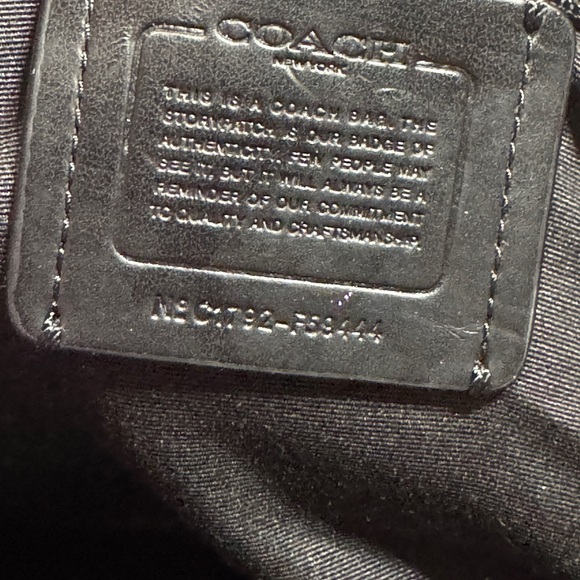 COACH
NEW YORK
THIS IS A COACH BAG. THE
STORYPATCH IS OUR BADGE OF
AUTHENTICITY. FEW PEOPLE MAY
SEE IT, BUT IT WILL ALWAYS BE A
REMINDER OF OUR COMMITMENT
TO QUALITY AND CRAFTSMANSHIP.
C1792-F59444